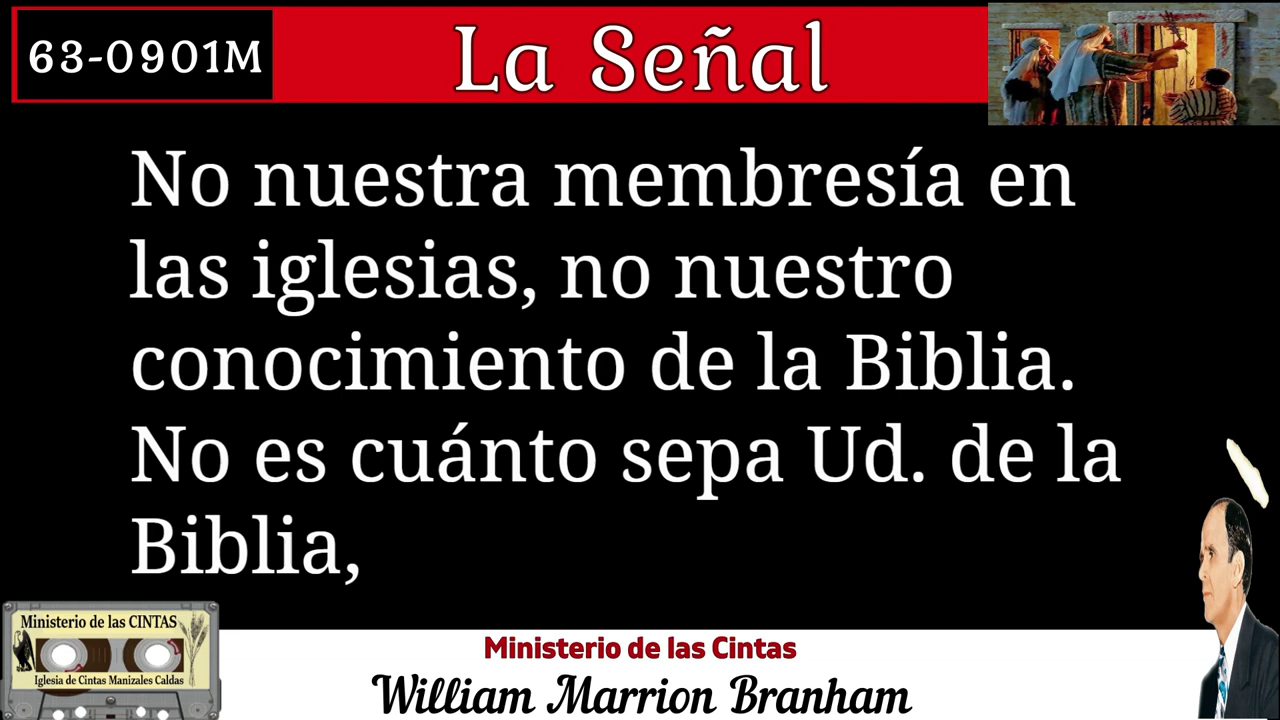 63-0901M
La Señal
No nuestra membresía en
las iglesias, no nuestro
conocimiento de la Biblia.
No es cuánto sepa Ud. de la
Biblia,
Ministerio de las CINTAS
Iglesia de Cintas Manizales Caldas
Ministerio de las Cintas
William Marrion Branham